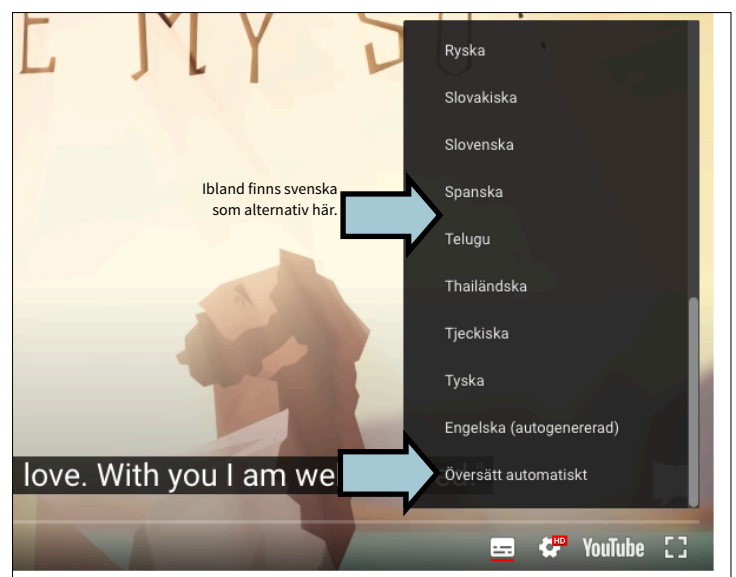 E MY SO
Ryska
Slovakiska
Slovenska
Ibland finns svenska
som alternativ här.
Spanska
Telugu
Thailändska
Tjeckiska
Tyska
Engelska (autogenererad)
love. With you I am we
Översätt automatiskt
HD
YouTube